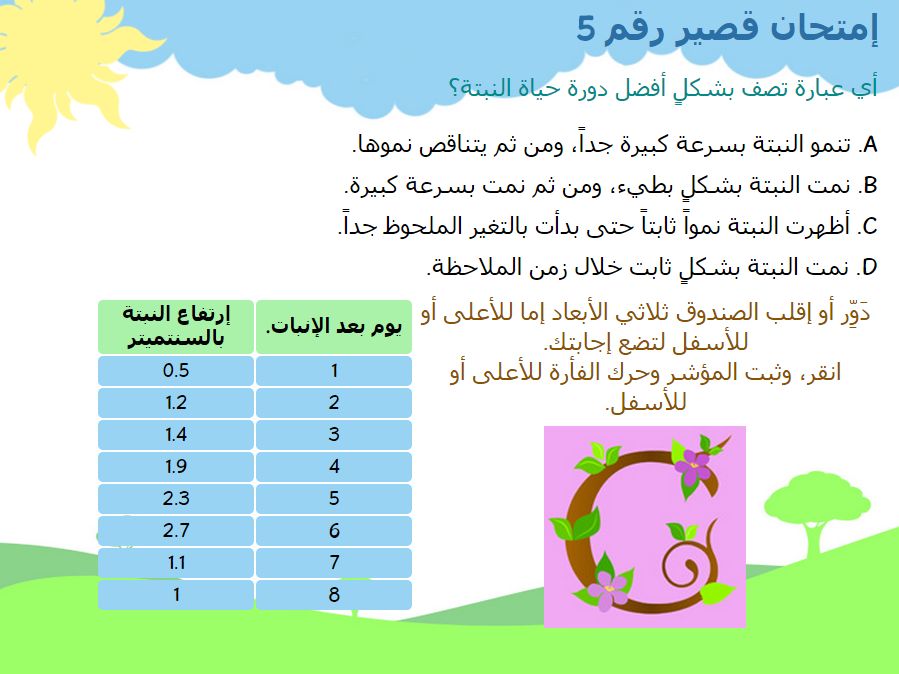 إمتحان قصير رقم 5
أي عبارة تصف بشكلٍ أفضل دورة حياة النبتة؟
A. تنمو النبتة بسرعة كبيرة جداً، ومن ثم يتناقص نموها.
B. نمت النبتة بشكلٍ بطيء، ومن ثم نمت بسرعة كبيرة.
C. أظهرت النبتة نمواً ثابتاً حتى بدأت بالتغير الملحوظ جداً.
D. نمت النبتة بشكلٍ ثابت خلال زمن الملاحظة.
دَوِّر أو إقلب الصندوق ثلاثي الأبعاد إما للأعلى أو
للأسفل لتضع إجابتك.
انقر، وثبت المؤشر وحرك الفأرة للأعلى أو
للأسفل.
يوم بعد الإنبات. إرتفاع النبتة
بالسنتميتر
1 0.5
2 1.2
3 1.4
4 1.9
5 2.3
6 2.7
7 1.1
8 1
G